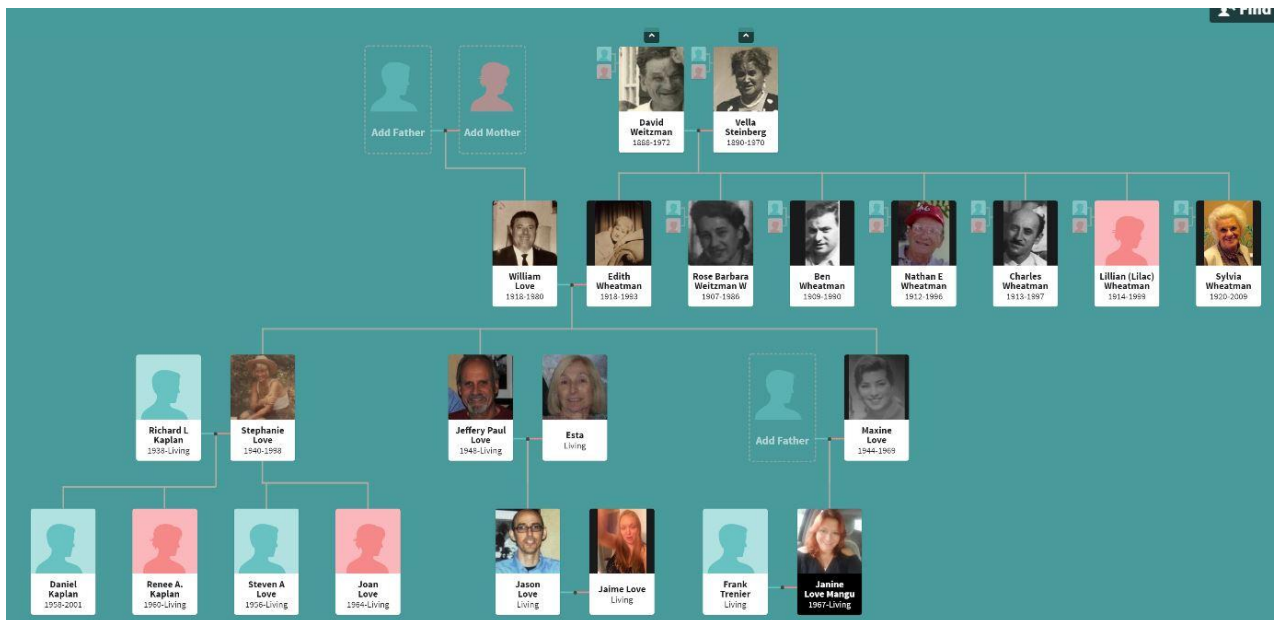 Find
Add Father
Add Mother
David
Weitzman
1888-1972
Vella
Steinberg
1890-1970
William
Love
1918-1980
Edith
Wheatman
1918-1993
Rose Barbara
Weitzman W
1907-1986
Ben
Wheatman
1909-1990
Nathan E
Wheatman
1912-1996
Charles
Wheatman
1913-1997
Lillian (Lilac)
Wheatman
1914-1999
Sylvia
Wheatman
1920-2009
Richard L
Kaplan
1938-Living
Stephanie
Love
1940-1998
Jeffery Paul
Love
1948-Living
Esta
Living
Add Father
Maxine
Love
1944-1969
Daniel
Kaplan
1958-2001
Renee A.
Kaplan
1960-Living
Steven A
Love
1956-Living
Joan
Love
1964-Living
Jason
Love
Living
Jaime Love
Living
Frank
Trenier
Living
Janine
Love Mangu
1967-Living